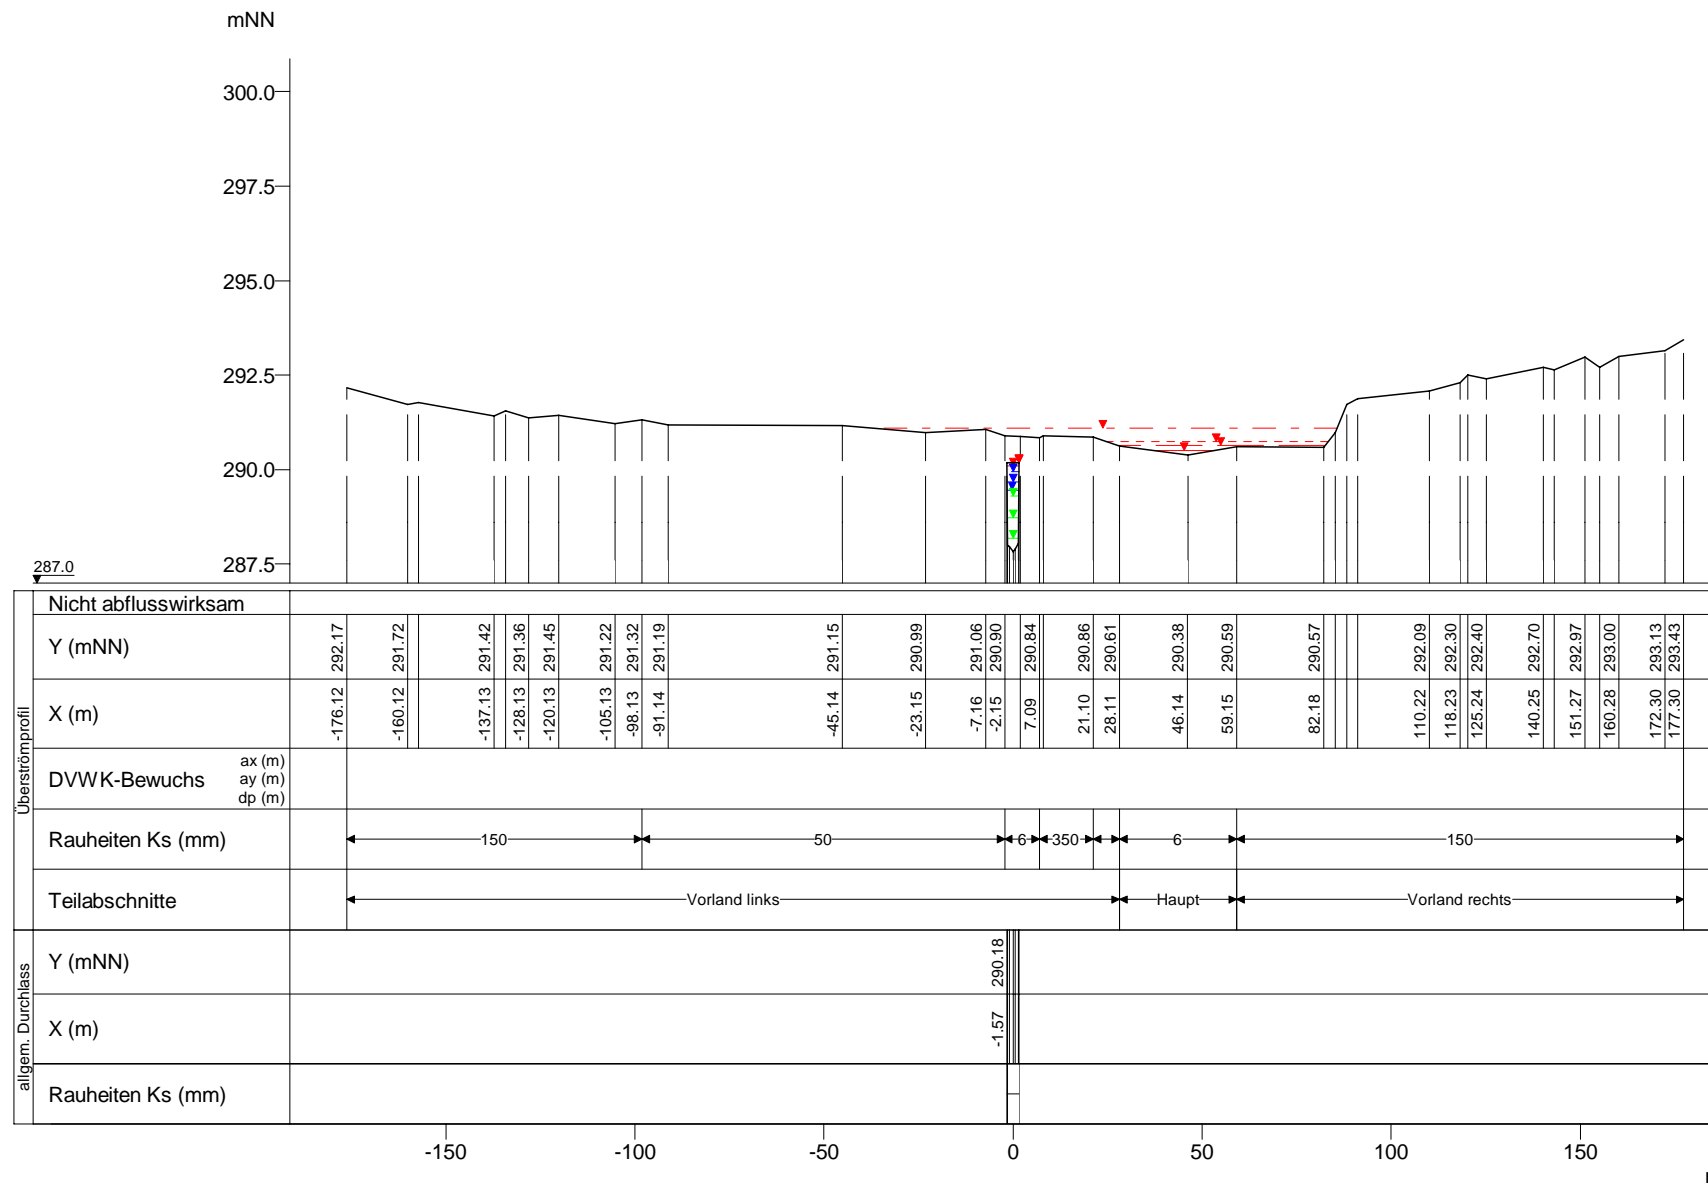 mNN
300.0
297.5
295.0
292.5
290.0
287.5
287.0
Überströmprofil
Nicht abflusswirksam
Y (mNN)
292.17 291.72 291.42 291.36 291.45 291.22 291.32 291.19 291.15 290.99 291.06 290.90 290.84 290.86 290.61 290.38 290.59 290.57 292.09 292.30 292.40 292.70 292.97 293.00 293.13 293.43
X (m)
-176.12 -160.12 -137.13 -128.13 -120.13 -105.13 -98.13 -91.14 -45.14 -23.15 -7.16 -2.15 7.09 21.10 28.11 46.14 59.15 82.18 110.22 118.23 125.24 140.25 151.27 160.28 172.30 177.30
DVWK-Bewuchs
ax (m)
ay (m)
dp (m)
Rauheiten Ks (mm)
150 50 6 350 6 150
Teilabschnitte
Vorland links Haupt Vorland rechts
allgem. Durchlass
Y (mNN)
290.18
X (m)
-1.57
Rauheiten Ks (mm)
-150 -100 -50 0 50 100 150